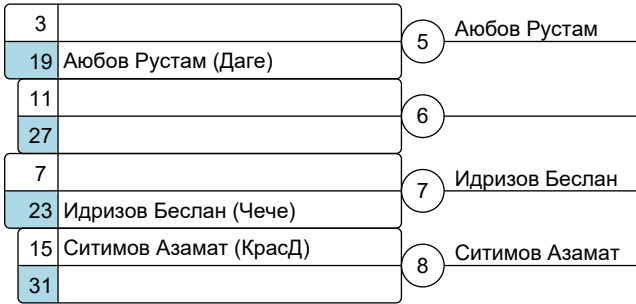 3
5 Аюбов Рустам
19 Аюбов Рустам (Даге)
11
6
27
7
7 Идризов Беслан
23 Идризов Беслан (Чече)
15 Ситимов Азамат (КрасД)
8 Ситимов Азамат
31